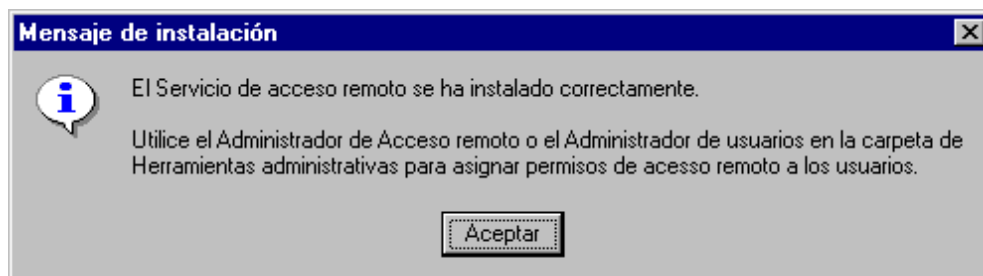 Mensaje de instalación
El Servicio de acceso remoto se ha instalado correctamente.
Utilice el Administrador de Acceso remoto o el Administrador de usuarios en la carpeta de
Herramientas administrativas para asignar permisos de acesso remoto a los usuarios.
Aceptar